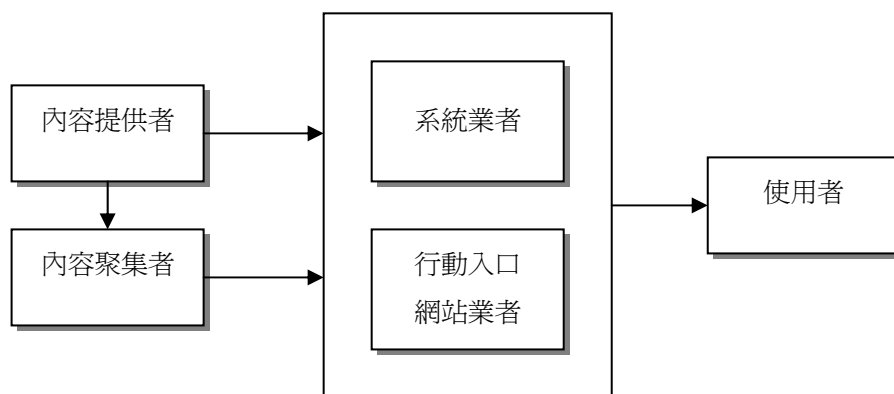 內容提供者
內容聚集者
系統業者
行動入口
網站業者
使用者